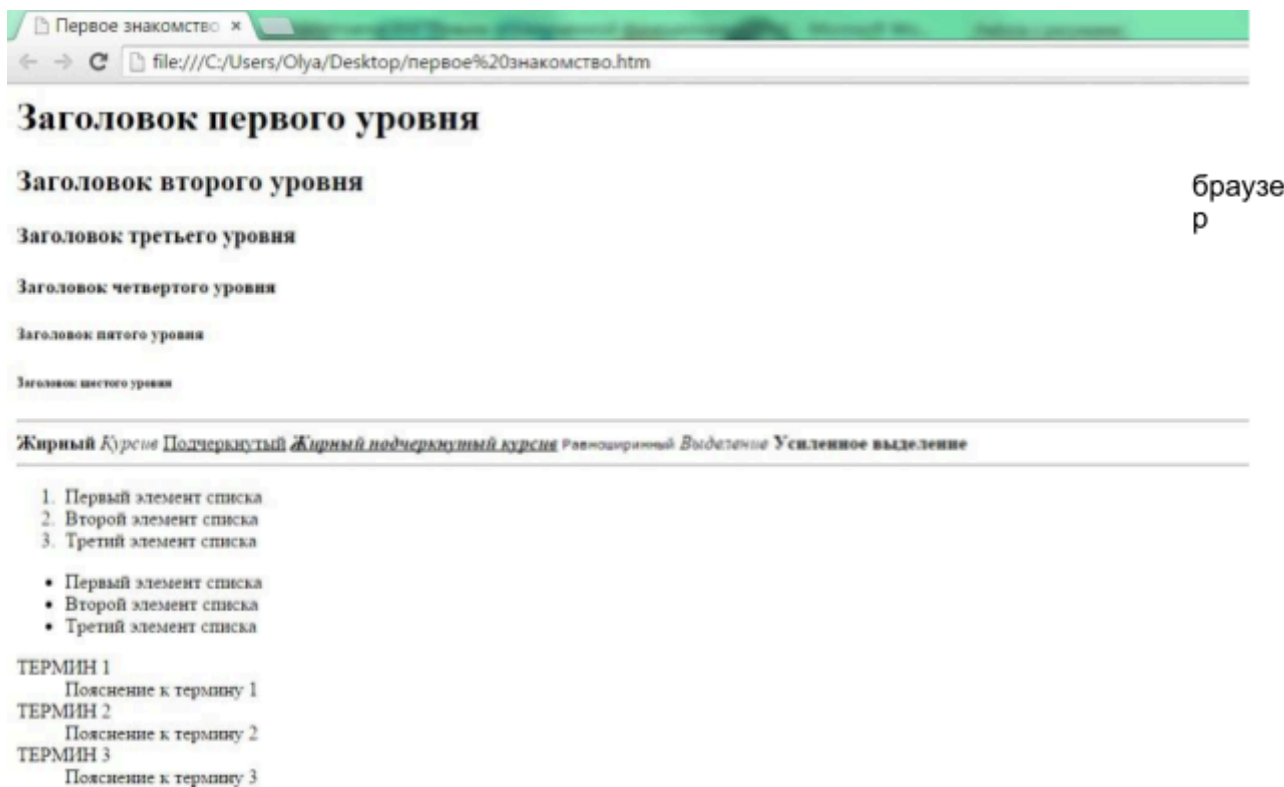 Первое знакомство ×
file:///C:/Users/Olya/Desktop/первое%20знакомство.htm
Заголовок первого уровня
Заголовок второго уровня
браузе
р
Заголовок третьего уровня
Заголовок четвертого уровня
Заголовок пятого уровня
Заголовок шестого уровня
Жирный Курсив Подчеркнутый Жирный подчеркнутый курсив Равноширинный Выделение Усиленное выделение
1. Первый элемент списка
2. Второй элемент списка
3. Третий элемент списка
• Первый элемент списка
• Второй элемент списка
• Третий элемент списка
ТЕРМИН 1
Пояснение к термину 1
ТЕРМИН 2
Пояснение к термину 2
ТЕРМИН 3
Пояснение к термину 3